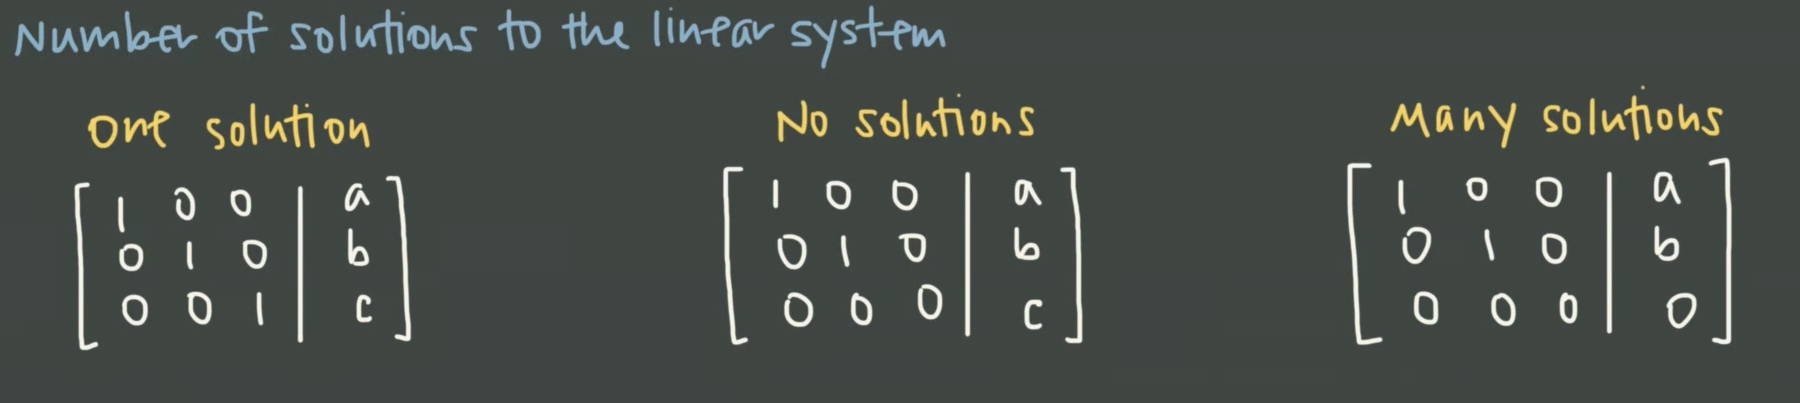 Number of solutions to the linear system
One solution
No solutions
Many solutions
1 0 0 | a
0 1 0 | b
0 0 1 | c
1 0 0 | a
0 1 0 | b
0 0 0 | c
1 0 0 | a
0 1 0 | b
0 0 0 | 0